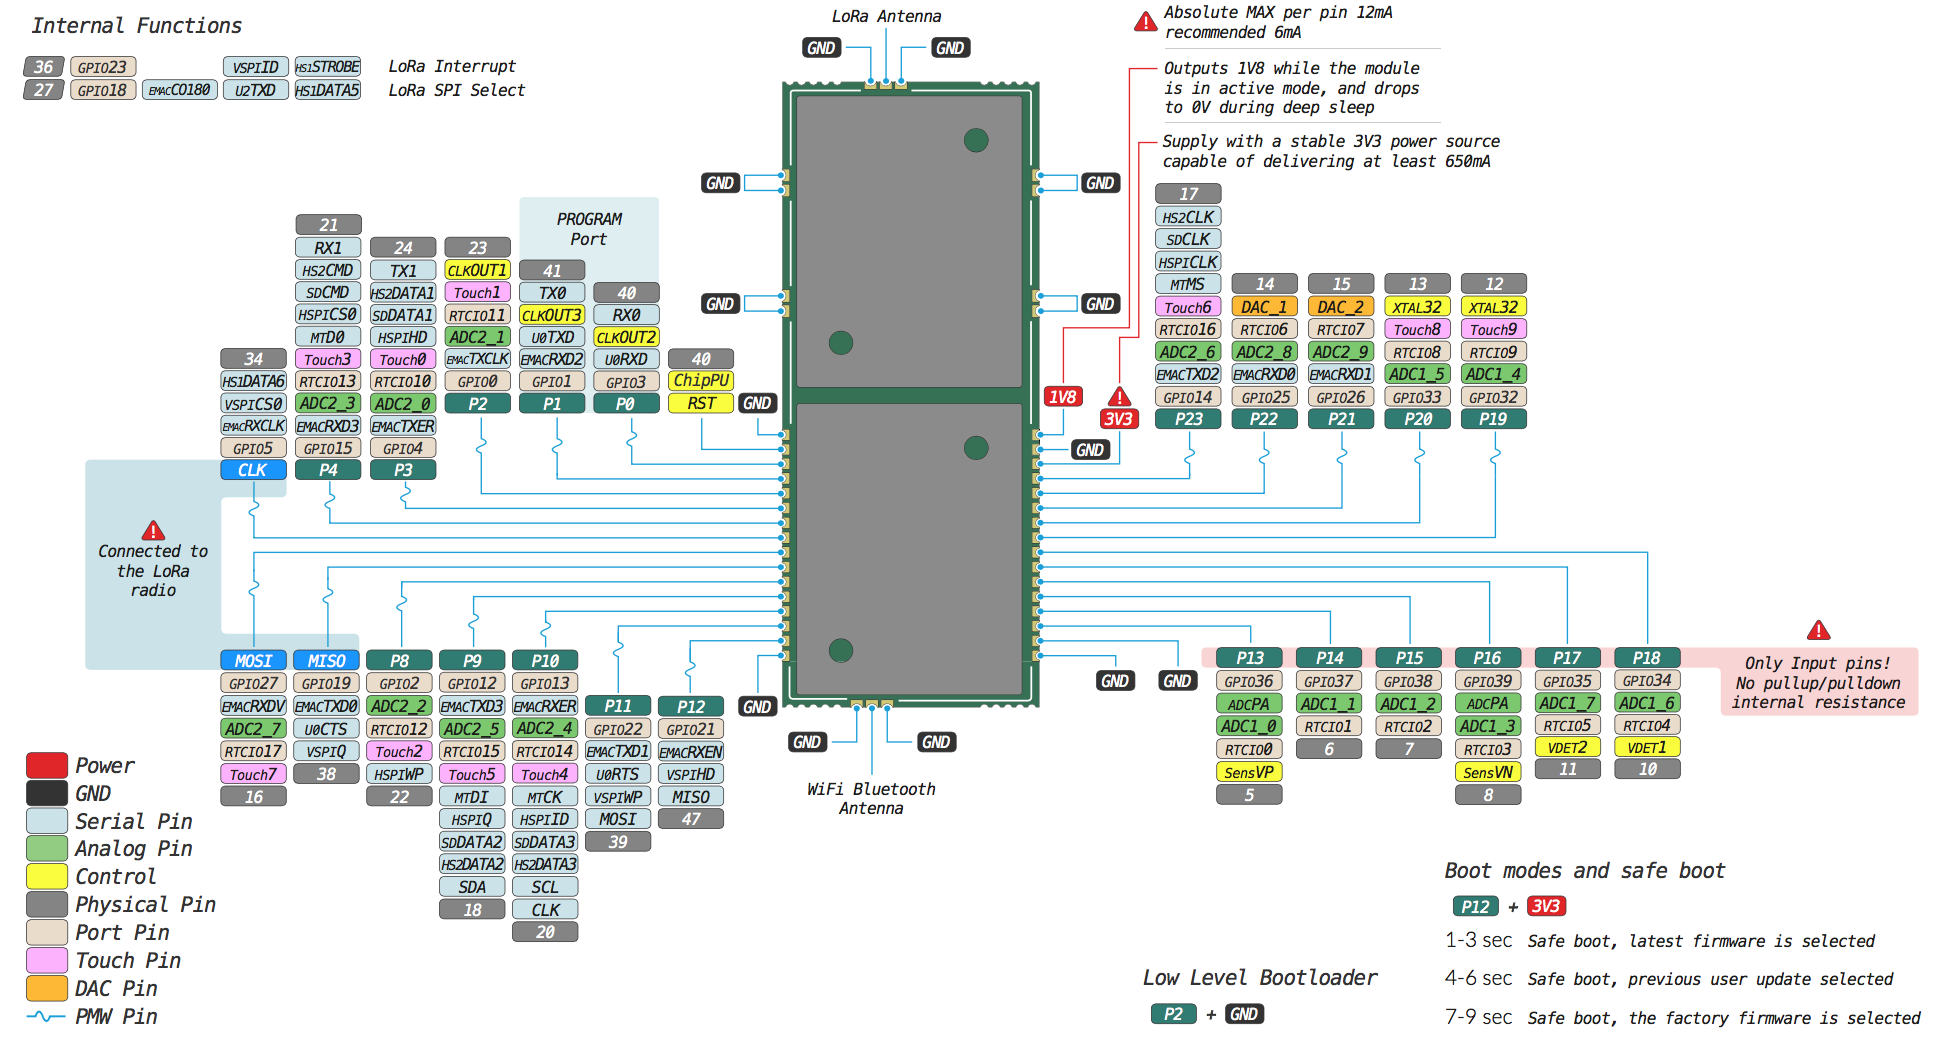 Internal Functions
36 GPIO23 VSPIID HS1STROBE LoRa Interrupt
27 GPIO18 EMACCO180 U2TXD HS1DATA5 LoRa SPI Select
LoRa Antenna
GND GND
Absolute MAX per pin 12mA
recommended 6mA
Outputs 1V8 while the module
is in active mode, and drops
to 0V during deep sleep
Supply with a stable 3V3 power source
capable of delivering at least 650mA
GND GND
GND GND
PROGRAM
Port
34
HS1DATA6
VSPICS0
EMACRXCLK
GPIO5
CLK
21
RX1
HS2CMD
SDCMD
HSPICS0
MTD0
Touch3
RTCIO13
ADC2_3
EMACRXD3
GPIO15
P4
24
TX1
HS2DATA1
SDDATA1
HSPIHD
Touch0
RTCIO10
ADC2_0
EMACTXER
GPIO4
P3
23
CLKOUT1
Touch1
RTCIO11
ADC2_1
EMACTXCLK
GPIO0
P2
41
TX0
CLKOUT3
U0TXD
EMACRXD2
GPIO1
P1
40
RX0
CLKOUT2
U0RXD
GPIO3
P0
40
ChipPU
RST
GND
1V8
GND
3V3
17
HS2CLK
SDCLK
HSPICLK
MTMS
Touch6
RTCIO16
ADC2_6
EMACTXD2
GPIO14
P23
14
DAC_1
RTCIO6
ADC2_8
EMACRXD0
GPIO25
P22
15
DAC_2
RTCIO7
ADC2_9
EMACRXD1
GPIO26
P21
13
XTAL32
Touch8
RTCIO8
ADC1_5
GPIO33
P20
12
XTAL32
Touch9
RTCIO9
ADC1_4
GPIO32
P19
Connected to
the LoRa
radio
MOSI
GPIO27
EMACRXDV
ADC2_7
RTCIO17
Touch7
16
MISO
GPIO19
EMACTXD0
U0CTS
VSPIQ
38
P8
GPIO2
ADC2_2
RTCIO12
Touch2
HSPIWP
22
P9
GPIO12
EMACTXD3
ADC2_5
RTCIO15
Touch5
MTDI
HSPIQ
SDDATA2
HS2DATA2
SDA
18
P10
GPIO13
EMACRXER
ADC2_4
RTCIO14
Touch4
MTCK
HSPIID
SDDATA3
HS2DATA3
SCL
CLK
20
P11
GPIO22
EMACTXD1
U0RTS
VSPIWP
MOSI
39
P12
GPIO21
EMACRXEN
VSPIHD
MISO
47
GND
GND GND
WiFi Bluetooth
Antenna
GND
GND
P13
GPIO36
ADCPA
ADC1_0
RTCIO0
SensVP
5
P14
GPIO37
ADC1_1
RTCIO1
6
P15
GPIO38
ADC1_2
RTCIO2
7
P16
GPIO39
ADCPA
ADC1_3
RTCIO3
SensVN
8
P17
GPIO35
ADC1_7
RTCIO5
VDET2
11
P18
GPIO34
ADC1_6
RTCIO4
VDET1
10
Only Input pins!
No pullup/pulldown
internal resistance
Power
GND
Serial Pin
Analog Pin
Control
Physical Pin
Port Pin
Touch Pin
DAC Pin
PMW Pin
Low Level Bootloader
P2 + GND
Boot modes and safe boot
P12 + 3V3
1-3 sec Safe boot, latest firmware is selected
4-6 sec Safe boot, previous user update selected
7-9 sec Safe boot, the factory firmware is selected